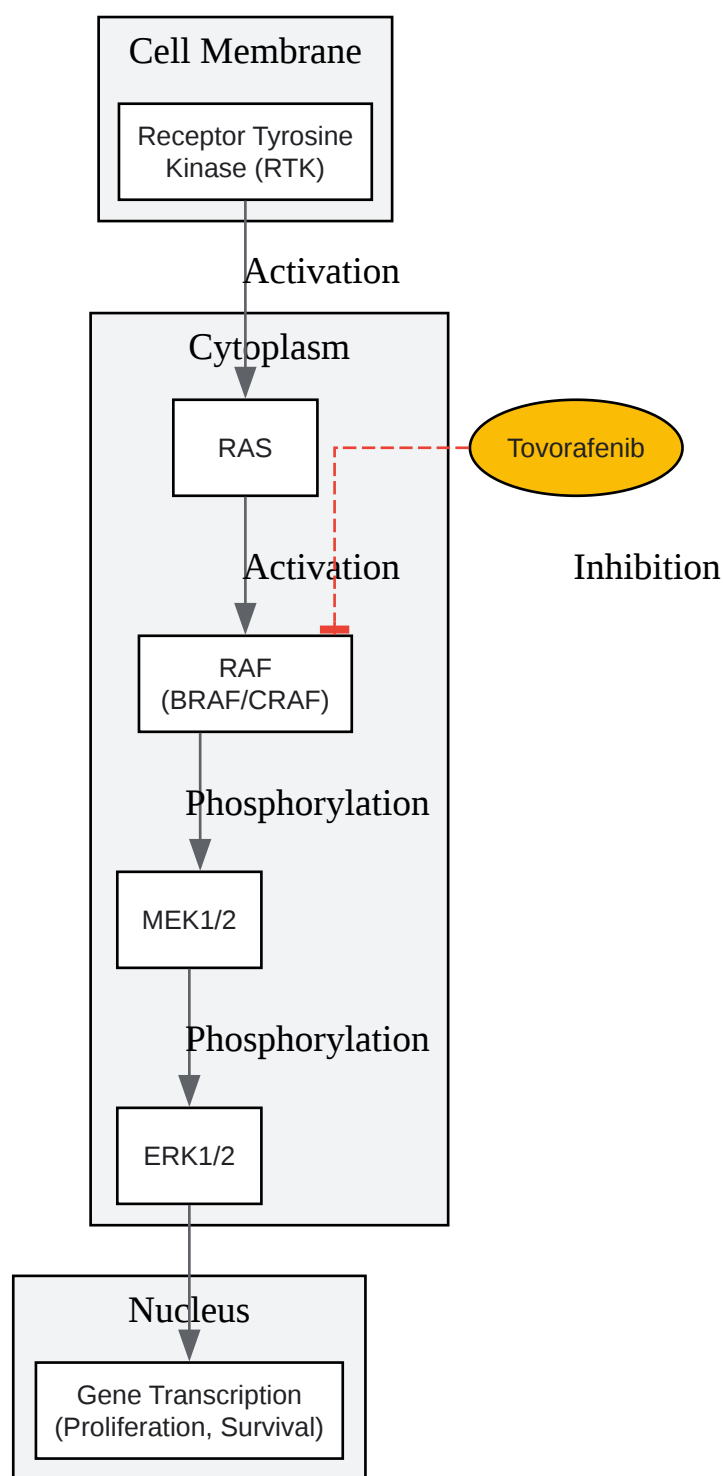 Cell Membrane
Receptor Tyrosine
Kinase (RTK)
Activation
Cytoplasm
RAS
Tovorafenib
Activation
Inhibition
RAF
(BRAF/CRAF)
Phosphorylation
MEK1/2
Phosphorylation
ERK1/2
Nucleus
Gene Transcription
(Proliferation, Survival)